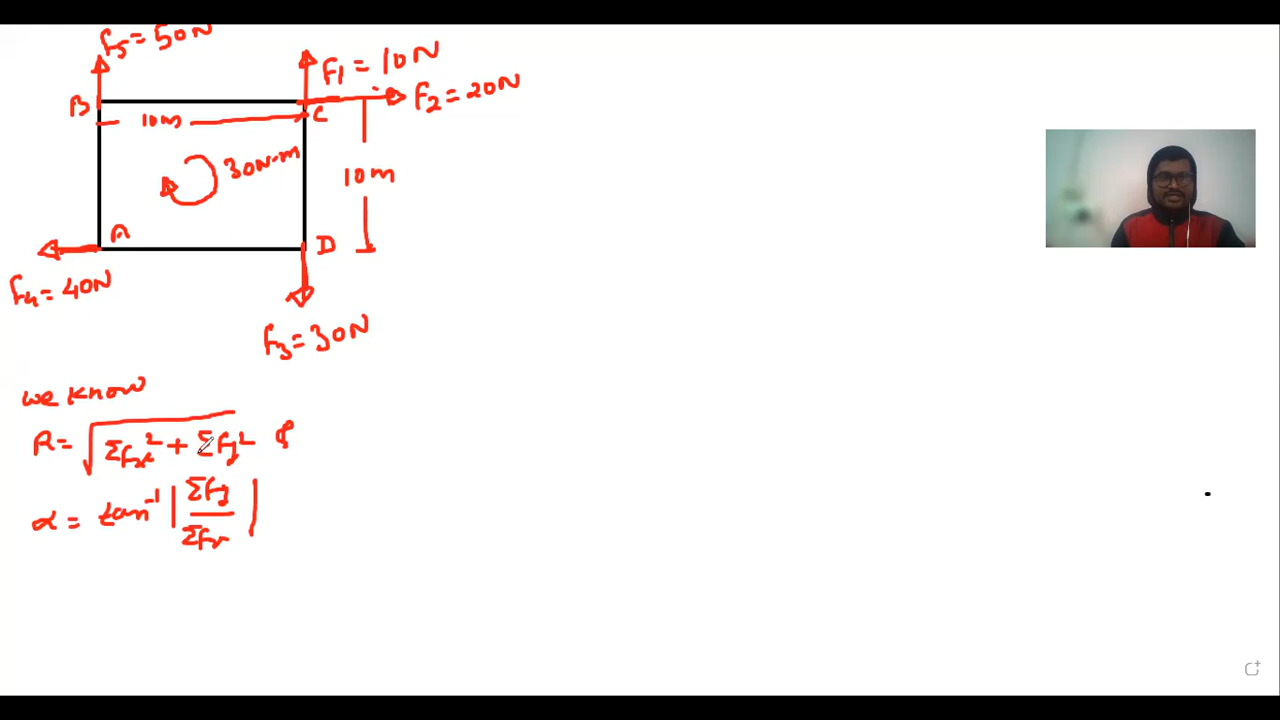 F5 = 50N
F1 = 10N
F2 = 20N
B
10m
C
30N-m
10m
A
D
F4 = 40N
F3 = 30N
we know
R = √ΣFx² + ΣFy² &
α = tan⁻¹ | ΣFy / ΣFx |